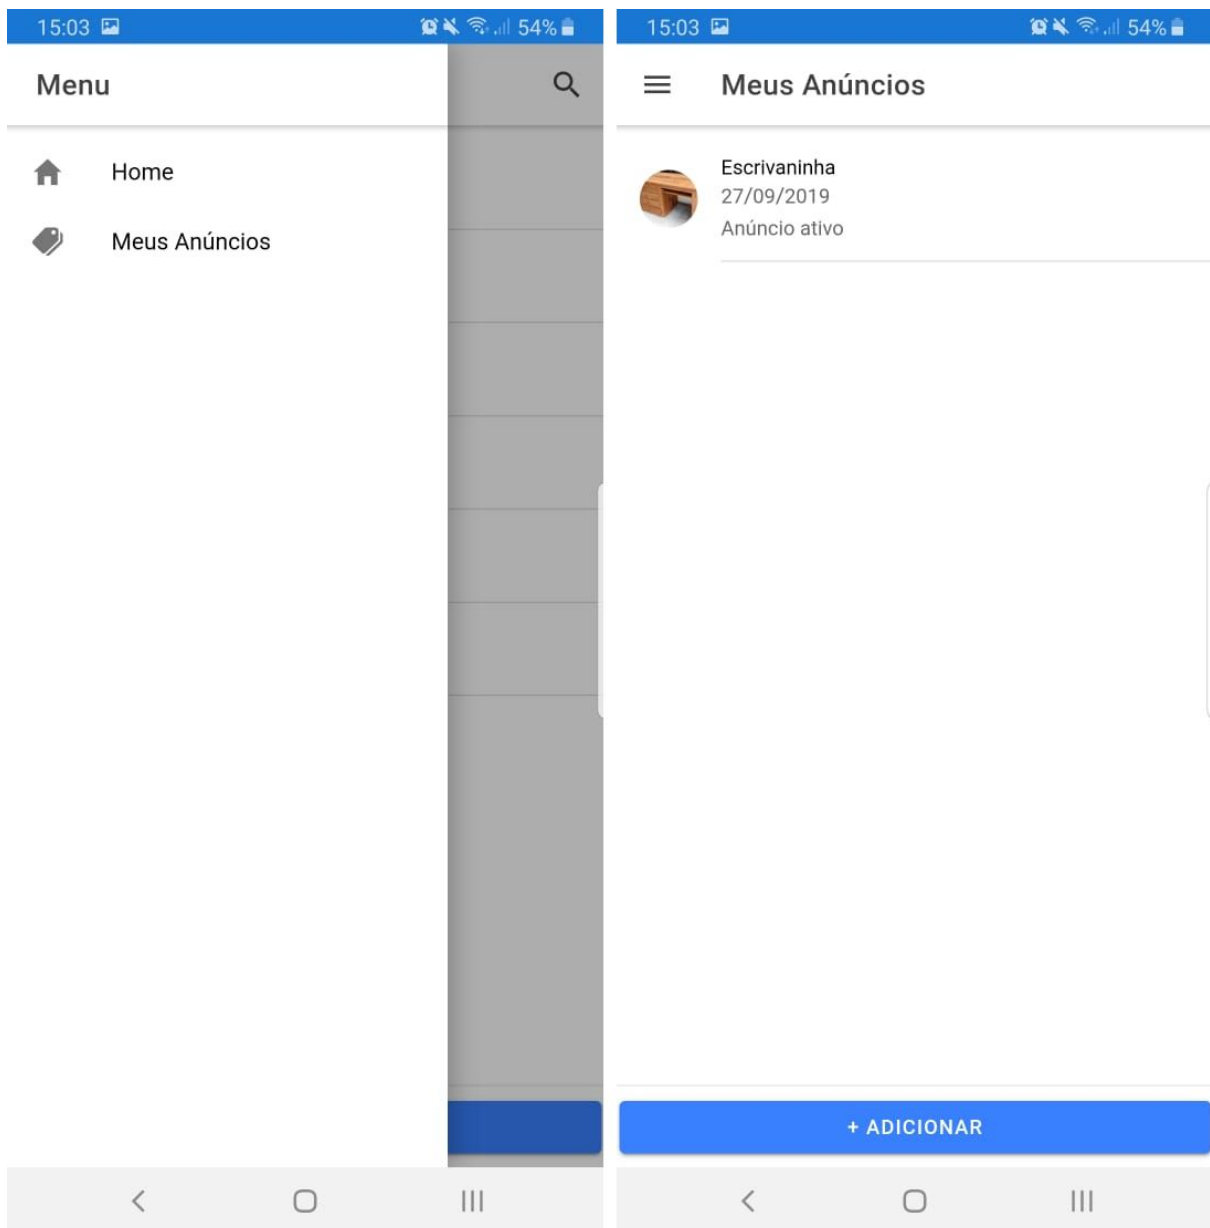 15:03
54%
Menu
Home
Meus Anúncios
15:03
54%
Meus Anúncios
Escrivaninha
27/09/2019
Anúncio ativo
+ ADICIONAR